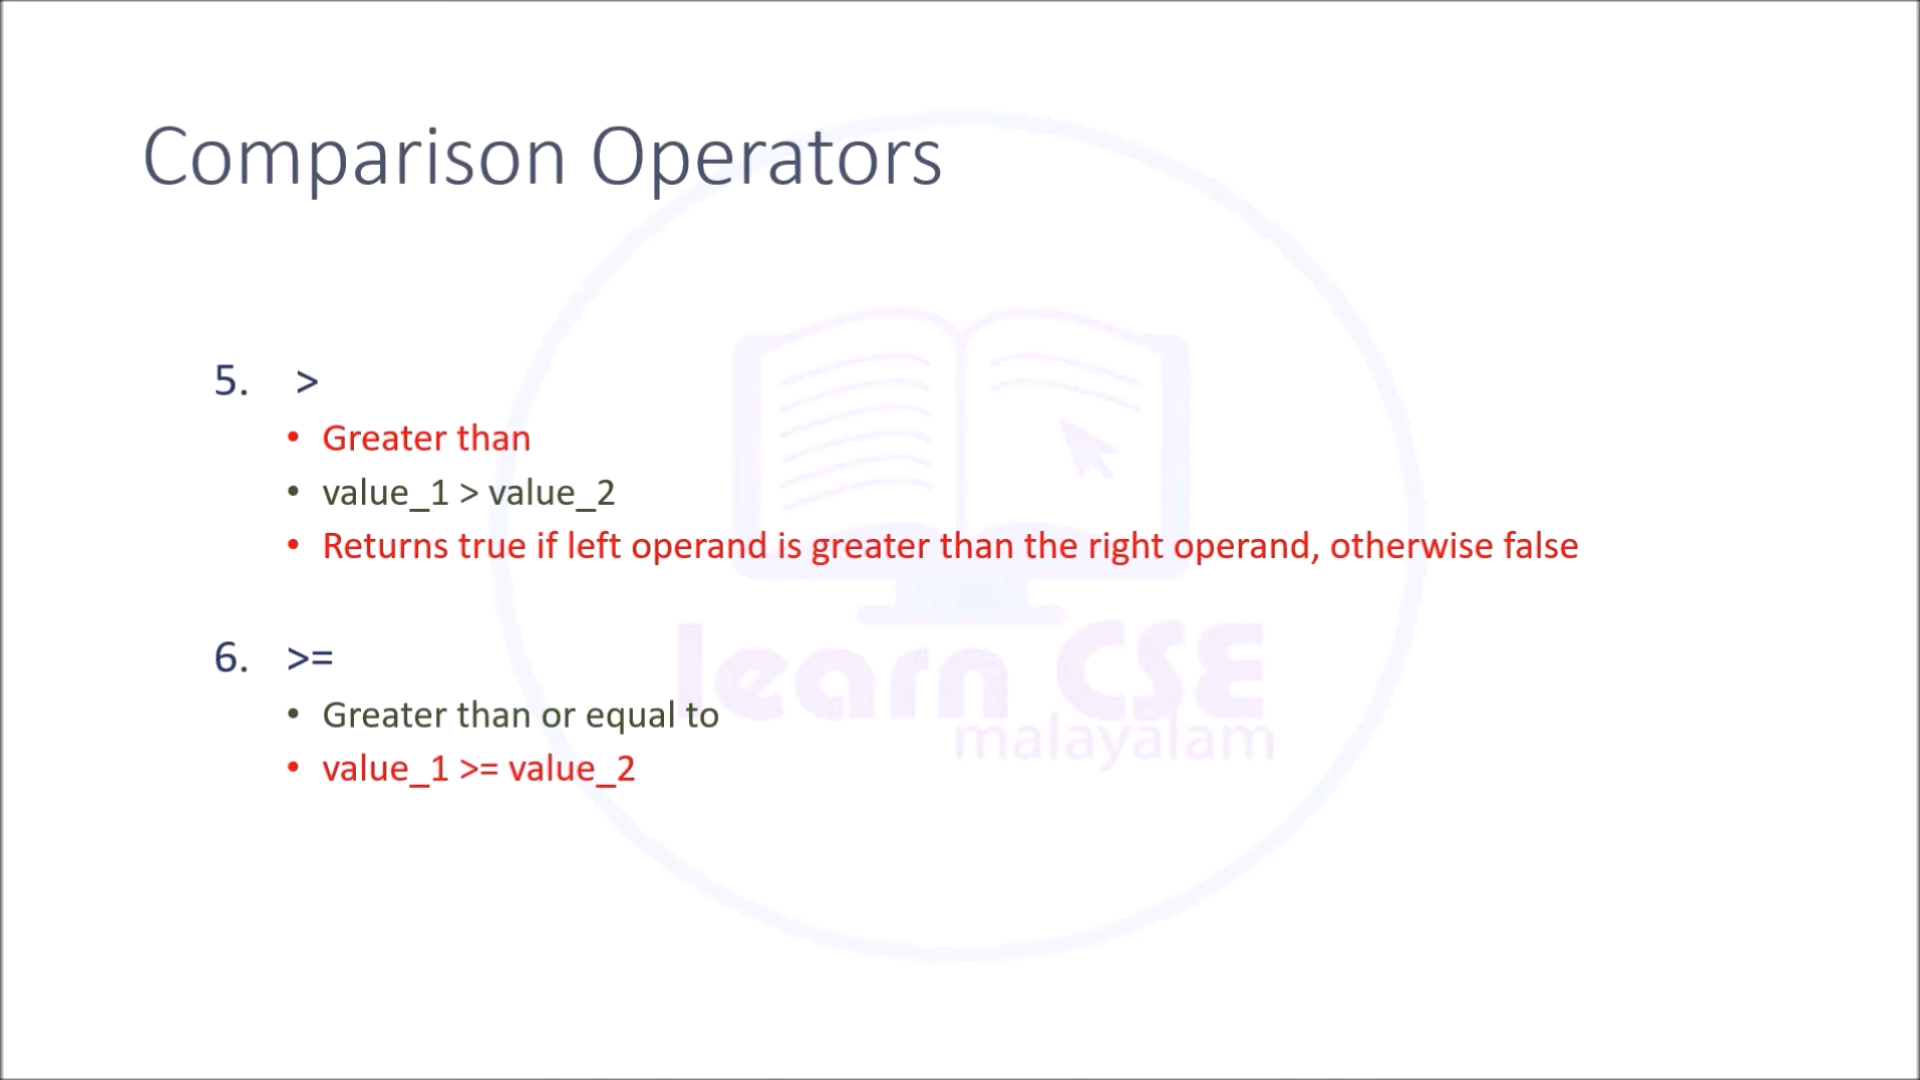 Comparison Operators
5. >
• Greater than
• value_1 > value_2
• Returns true if left operand is greater than the right operand, otherwise false
6. >=
• Greater than or equal to
• value_1 >= value_2
learn CSE
malayalam